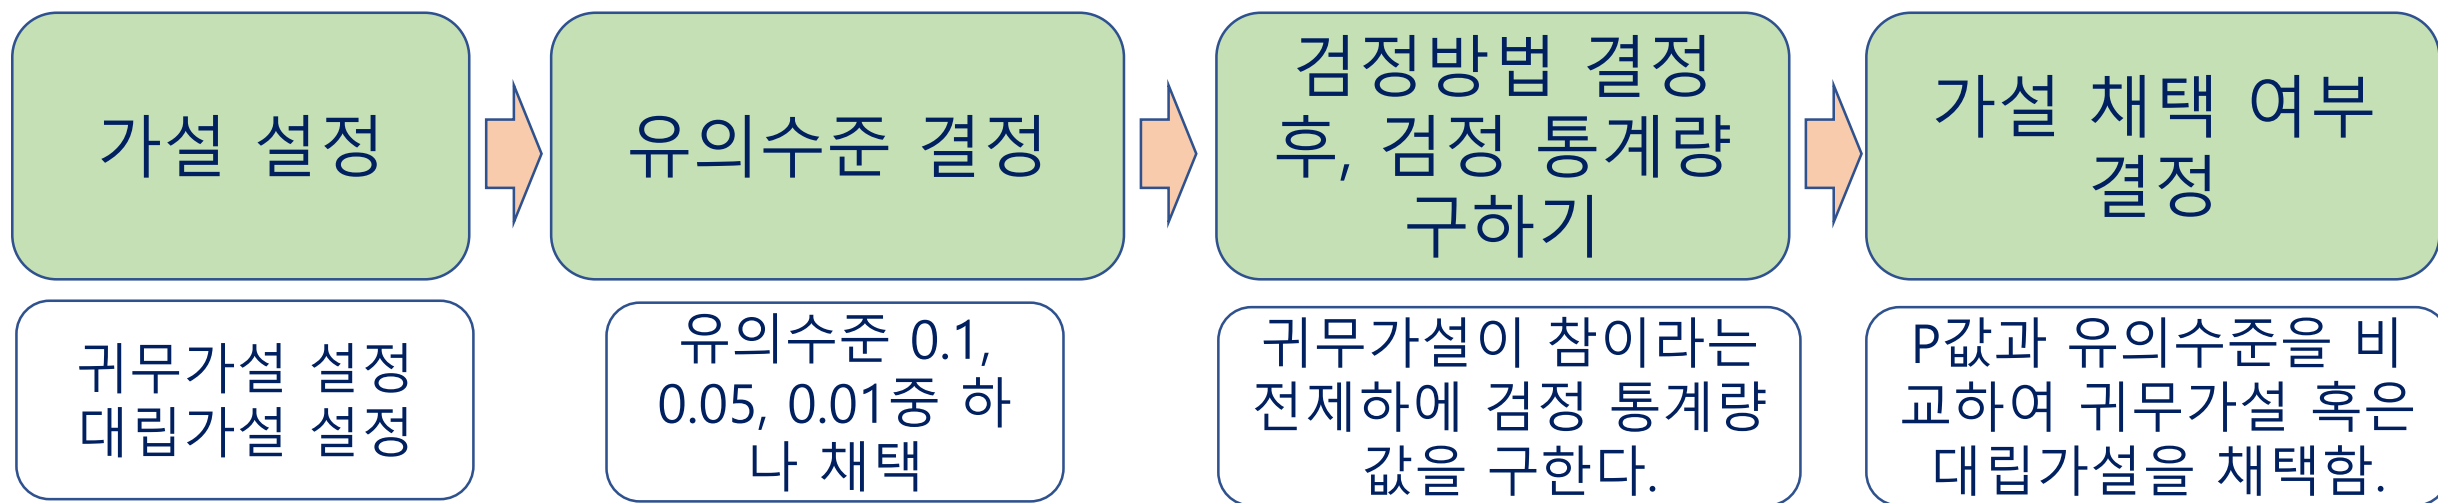 가설 설정
유의수준 결정
검정방법 결정
후, 검정 통계량
구하기
가설 채택 여부
결정
귀무가설 설정
대립가설 설정
유의수준 0.1,
0.05, 0.01중 하
나 채택
귀무가설이 참이라는
전제하에 검정 통계량
값을 구한다.
P값과 유의수준을 비
교하여 귀무가설 혹은
대립가설을 채택함.